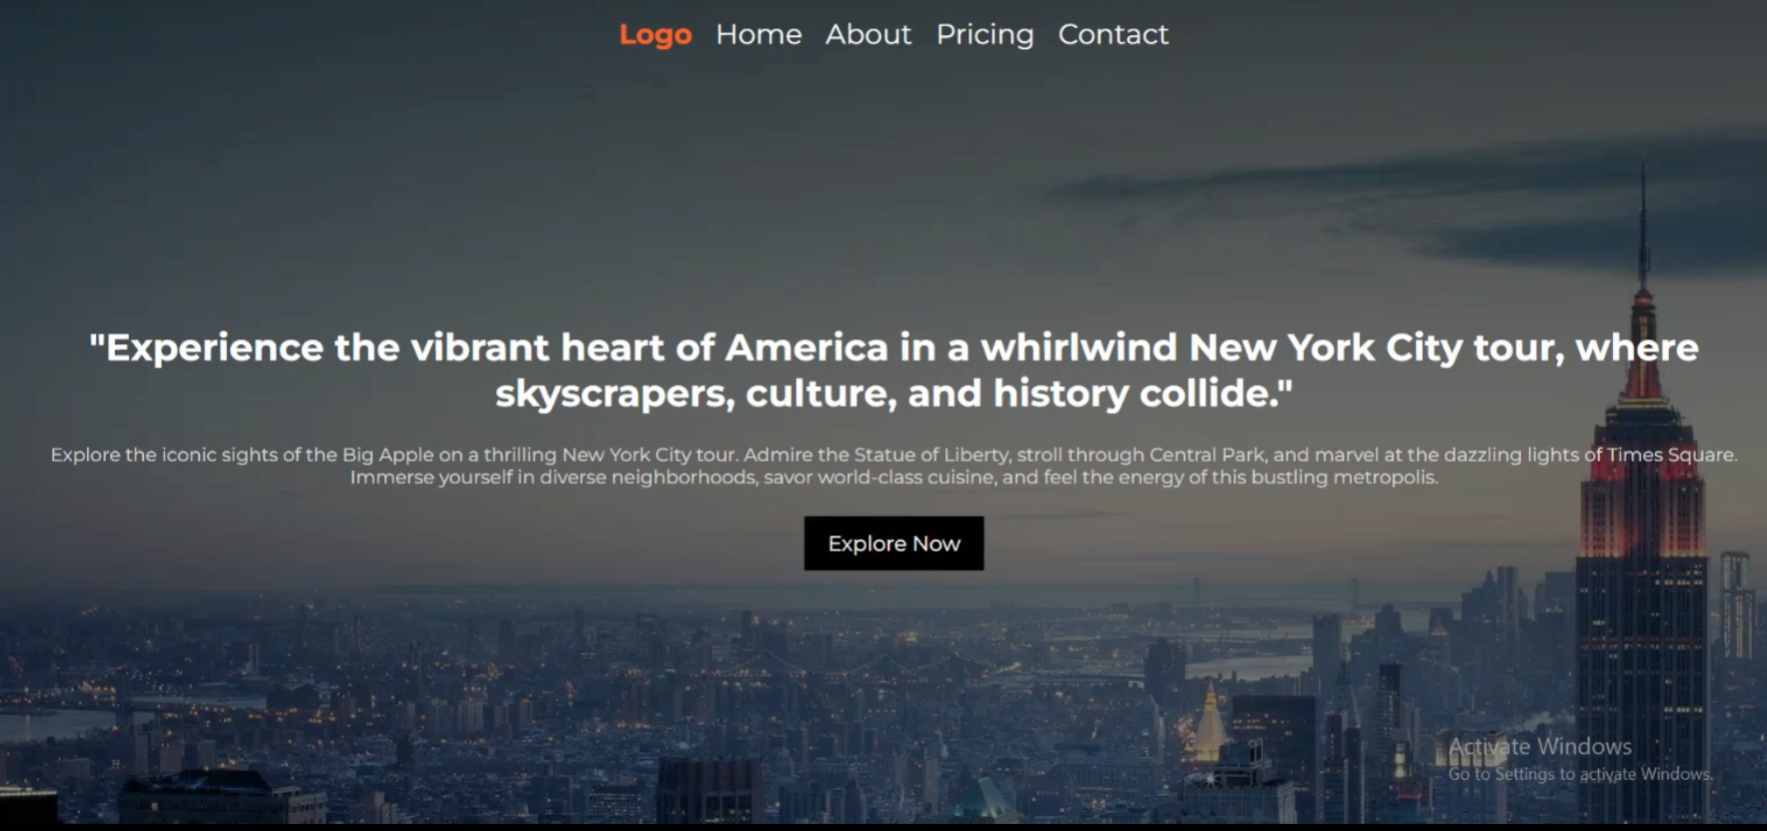 Logo Home About Pricing Contact
"Experience the vibrant heart of America in a whirlwind New York City tour, where
skyscrapers, culture, and history collide."
Explore the iconic sights of the Big Apple on a thrilling New York City tour. Admire the Statue of Liberty, stroll through Central Park, and marvel at the dazzling lights of Times Square.
Immerse yourself in diverse neighborhoods, savor world-class cuisine, and feel the energy of this bustling metropolis.
Explore Now
Activate Windows
Go to Settings to activate Windows.